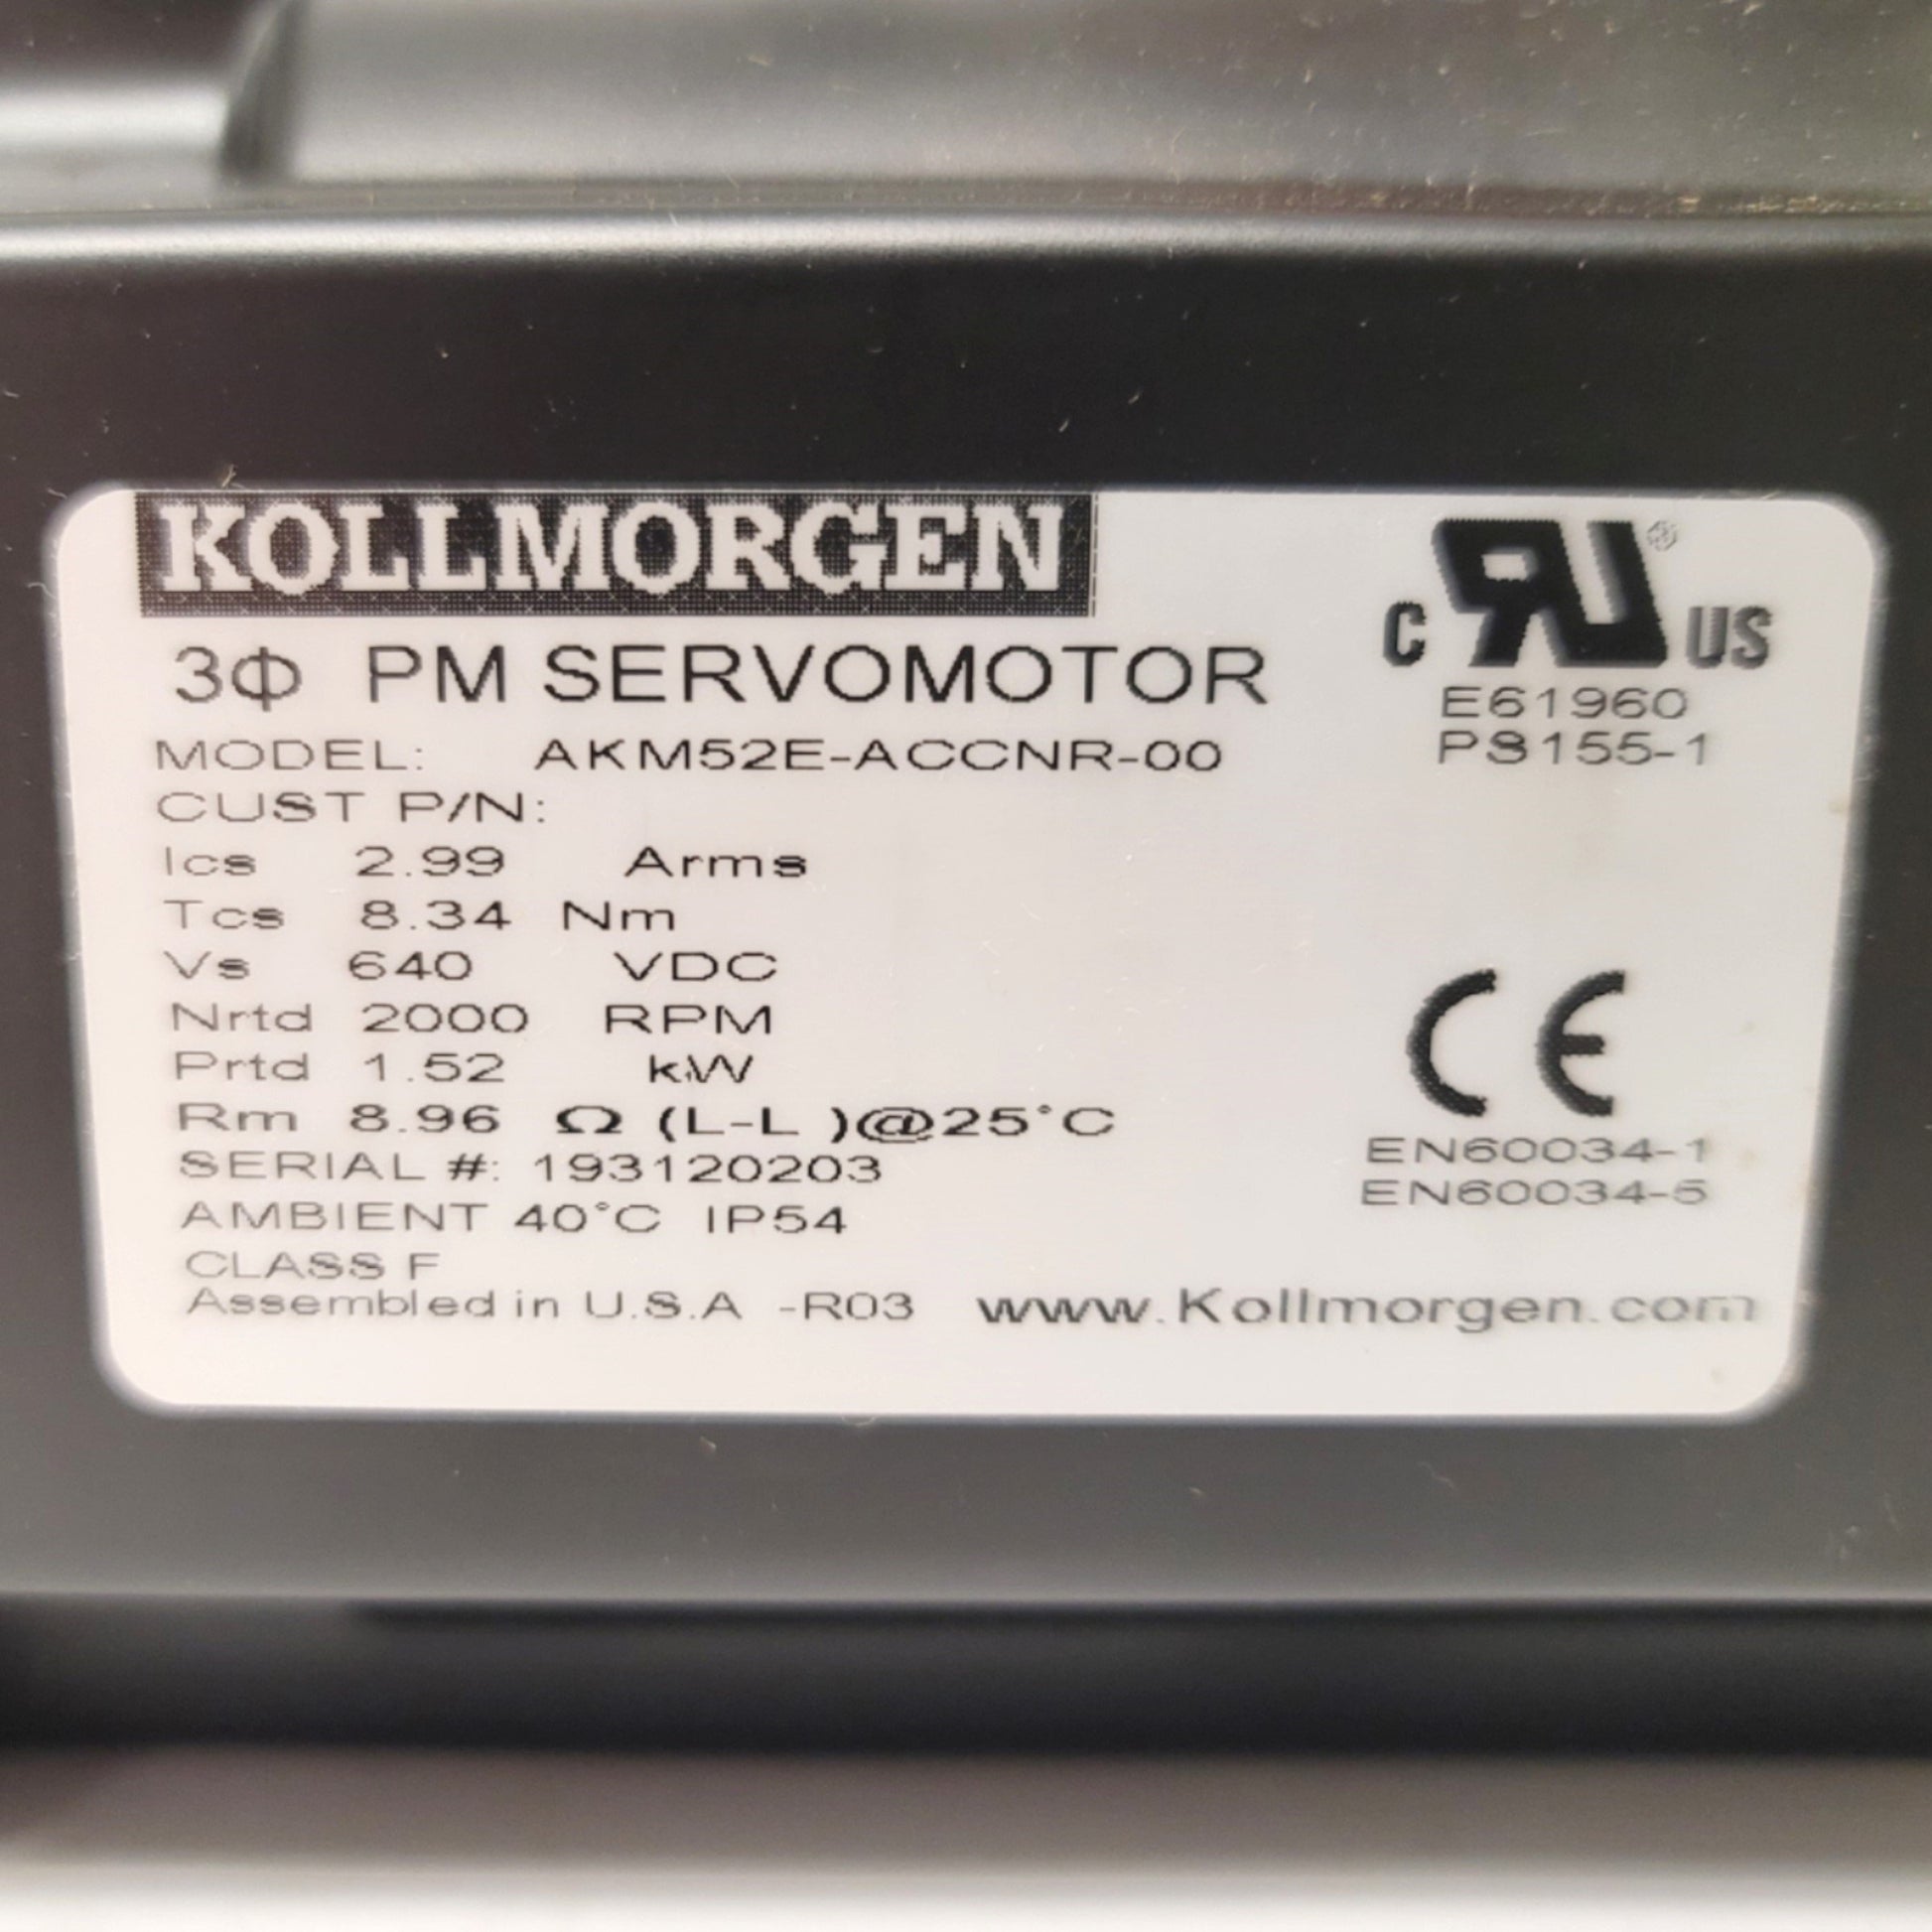 KOLLMORGEN
3Φ PM SERVOMOTOR
MODEL: AKM52E-ACCNR-00
CUST P/N:
Ics 2.99 Arms
Tcs 8.34 Nm
Vs 640 VDC
Nrtd 2000 RPM
Prtd 1.52 kW
Rm 8.96 Ω (L-L )@25°C
SERIAL #: 193120203
AMBIENT 40°C IP54
CLASS F
Assembled in U.S.A -R03 www.Kollmorgen.com
C RU ® US
E61960
PS155-1
CE
EN60034-1
EN60034-5